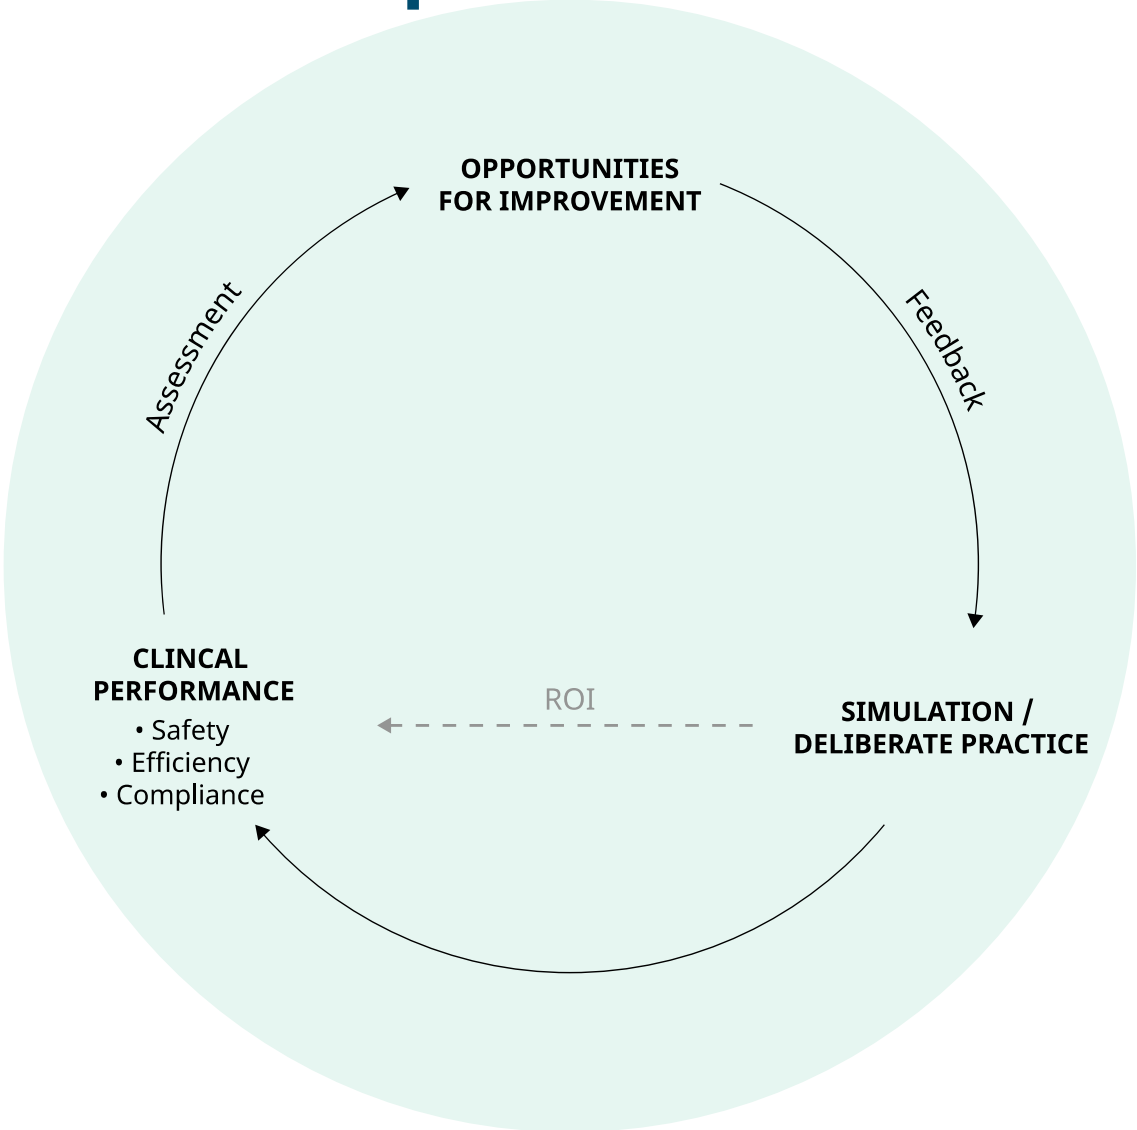 OPPORTUNITIES
FOR IMPROVEMENT
Assessment
Feedback
CLINCAL
PERFORMANCE
• Safety
• Efficiency
• Compliance
ROI
SIMULATION /
DELIBERATE PRACTICE